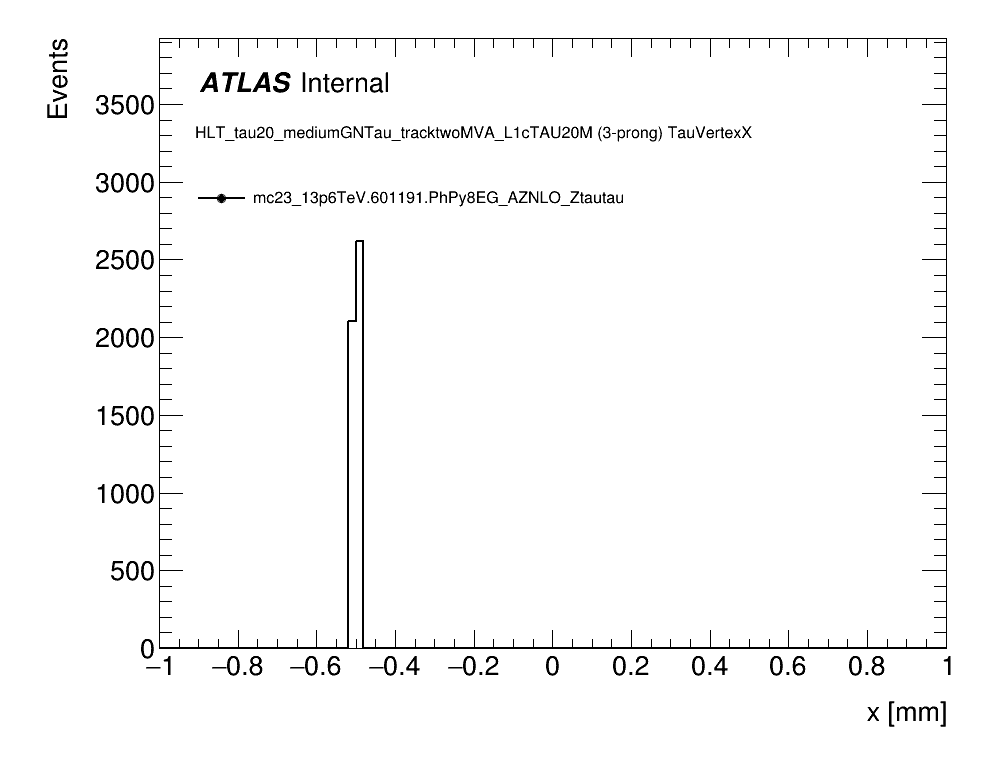 Events
ATLAS Internal
HLT_tau20_mediumGNTau_tracktwoMVA_L1cTAU20M (3-prong) TauVertexX
mc23_13p6TeV.601191.PhPy8EG_AZNLO_Ztautau
3500
3000
2500
2000
1500
1000
500
0
−1 −0.8 −0.6 −0.4 −0.2 0 0.2 0.4 0.6 0.8 1
x [mm]